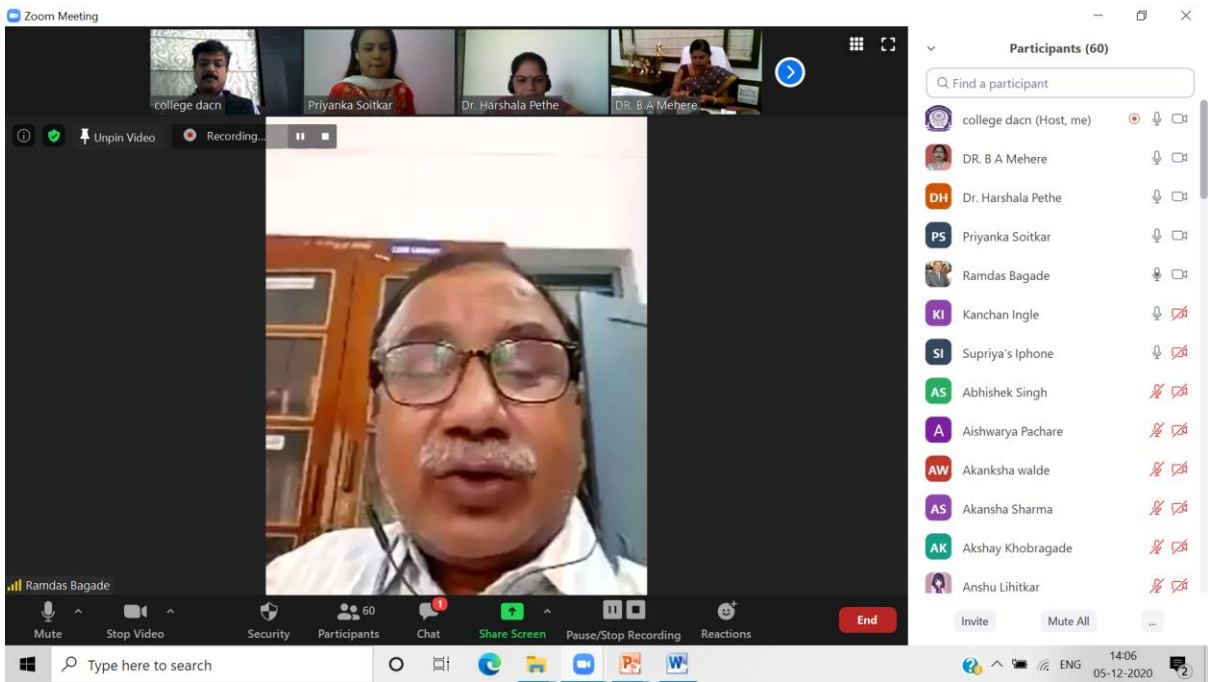 Zoom Meeting
college dacn
Priyanka Soitkar
Dr. Harshala Pethe
DR. B A Mehere
Unpin Video
Recording...
Ramdas Bagade
Participants (60)
Find a participant
college dacn (Host, me)
DR. B A Mehere
DH Dr. Harshala Pethe
PS Priyanka Soitkar
Ramdas Bagade
KI Kanchan Ingle
SI Supriya's Iphone
AS Abhishek Singh
A Aishwarya Pachare
AW Akanksha walde
AS Akansha Sharma
AK Akshay Khobragade
Anshu Lihitkar
Invite Mute All ...
60 1
Mute Stop Video Security Participants Chat Share Screen Pause/Stop Recording Reactions End
Type here to search
P W ENG 14:06
05-12-2020 2